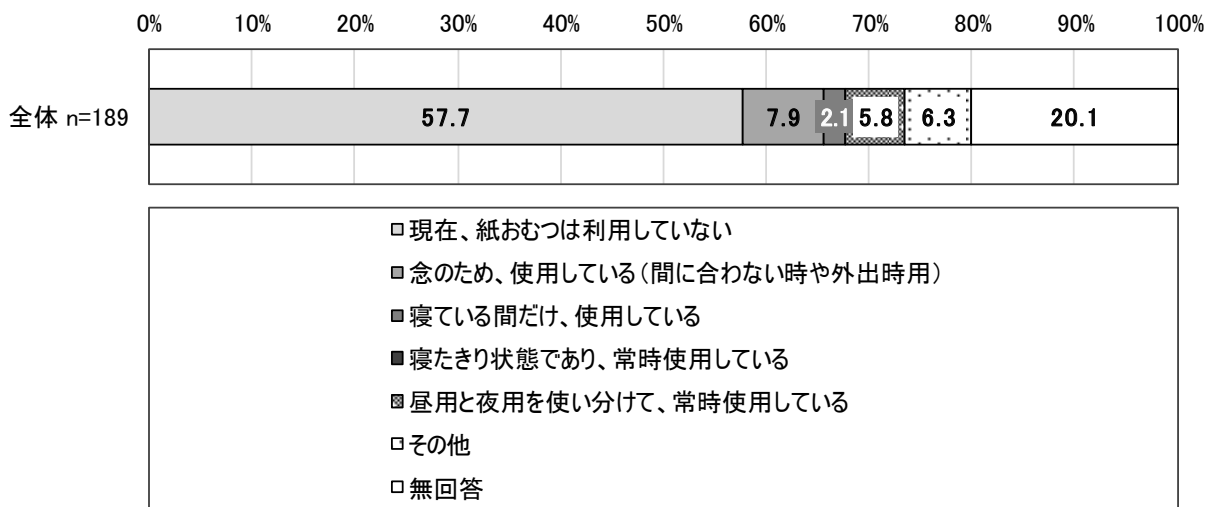 0% 10% 20% 30% 40% 50% 60% 70% 80% 90% 100%
全体 n=189 57.7 7.9 2.1 5.8 6.3 20.1
現在、紙おむつは利用していない
念のため、使用している(間に合わない時や外出時用)
寝ている間だけ、使用している
寝たきり状態であり、常時使用している
昼用と夜用を使い分けて、常時使用している
その他
無回答